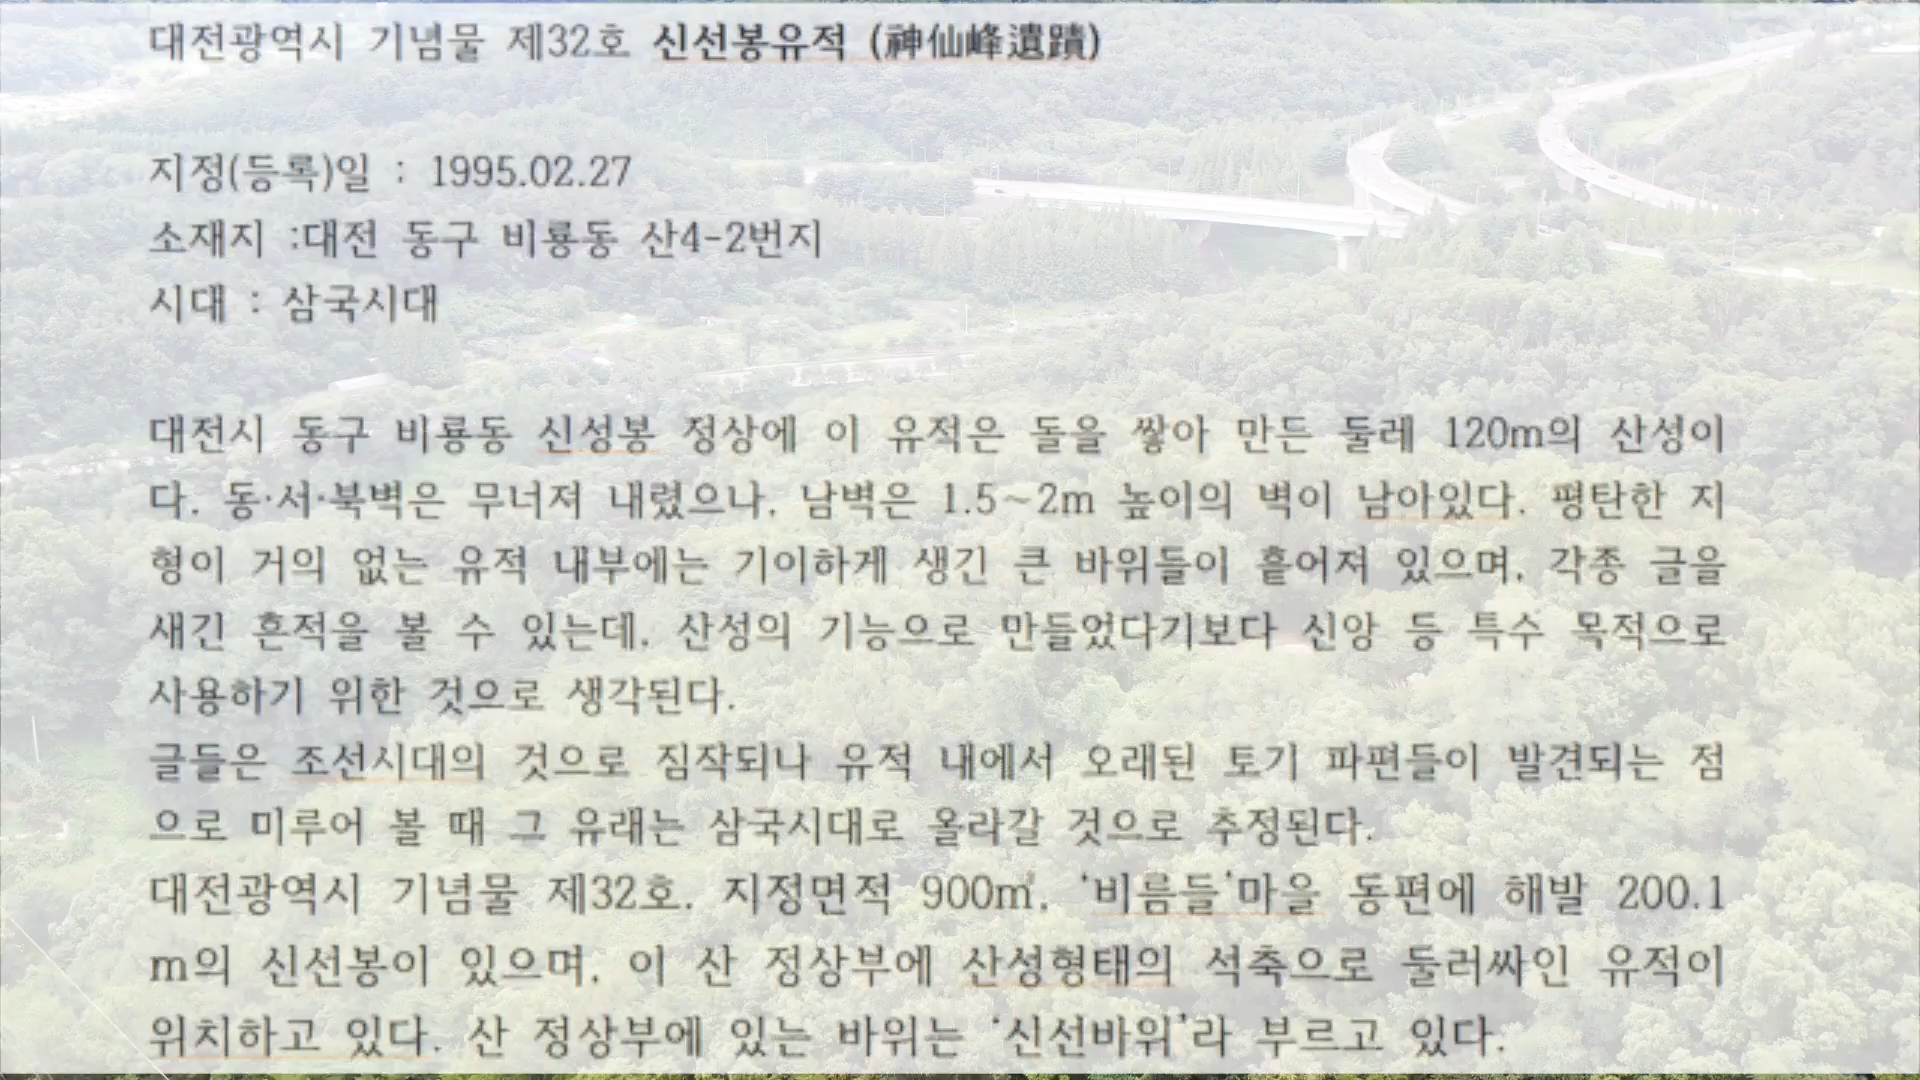 대전광역시 기념물 제32호 신선봉유적 (神仙峰遺蹟)
지정(등록)일 : 1995.02.27
소재지 :대전 동구 비룡동 산4-2번지
시대 : 삼국시대
대전시 동구 비룡동 신성봉 정상에 이 유적은 돌을 쌓아 만든 둘레 120m의 산성이
다. 동·서·북벽은 무너져 내렸으나, 남벽은 1.5~2m 높이의 벽이 남아있다. 평탄한 지
형이 거의 없는 유적 내부에는 기이하게 생긴 큰 바위들이 흩어져 있으며, 각종 글을
새긴 흔적을 볼 수 있는데, 산성의 기능으로 만들었다기보다 신앙 등 특수 목적으로
사용하기 위한 것으로 생각된다.
글들은 조선시대의 것으로 짐작되나 유적 내에서 오래된 토기 파편들이 발견되는 점
으로 미루어 볼 때 그 유래는 삼국시대로 올라갈 것으로 추정된다.
대전광역시 기념물 제32호. 지정면적 900㎡. ‘비름들’마을 동편에 해발 200.1
m의 신선봉이 있으며, 이 산 정상부에 산성형태의 석축으로 둘러싸인 유적이
위치하고 있다. 산 정상부에 있는 바위는 ‘신선바위’라 부르고 있다.